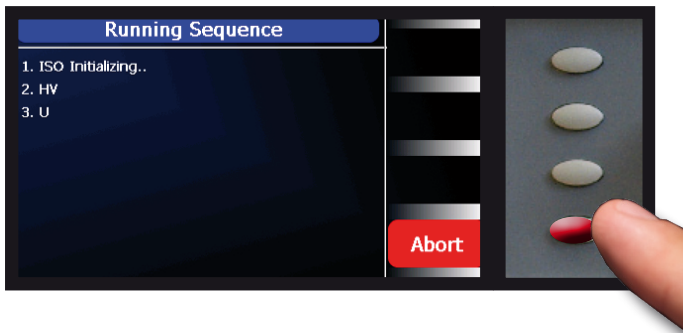 Running Sequence
1. ISO Initializing..
2. HV
3. U
Abort